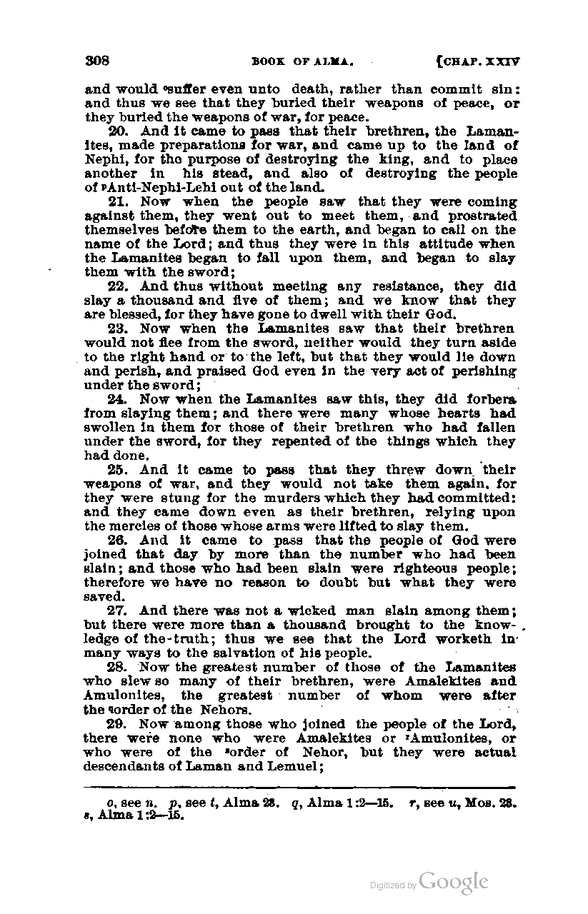 308 BOOK OF ALMA. {CHAP. XXIV
and would ᵒsuffer even unto death, rather than commit sin:
and thus we see that they buried their weapons of peace, or
they buried the weapons of war, for peace.
20. And it came to pass that their brethren, the Laman-
ites, made preparations for war, and came up to the land of
Nephi, for the purpose of destroying the king, and to place
another in his stead, and also of destroying the people
of ᵖAnti-Nephi-Lehi out of the land.
21. Now when the people saw that they were coming
against them, they went out to meet them, and prostrated
themselves before them to the earth, and began to call on the
name of the Lord; and thus they were in this attitude when
the Lamanites began to fall upon them, and began to slay
them with the sword;
22. And thus without meeting any resistance, they did
slay a thousand and five of them; and we know that they
are blessed, for they have gone to dwell with their God.
23. Now when the Lamanites saw that their brethren
would not flee from the sword, neither would they turn aside
to the right hand or to the left, but that they would lie down
and perish, and praised God even in the very act of perishing
under the sword;
24. Now when the Lamanites saw this, they did forbera
from slaying them; and there were many whose hearts had
swollen in them for those of their brethren who had fallen
under the sword, for they repented of the things which they
had done.
25. And it came to pass that they threw down their
weapons of war, and they would not take them again, for
they were stung for the murders which they had committed:
and they came down even as their brethren, relying upon
the mercies of those whose arms were lifted to slay them.
26. And it came to pass that the people of God were
joined that day by more than the number who had been
slain; and those who had been slain were righteous people;
therefore we have no reason to doubt but what they were
saved.
27. And there was not a wicked man slain among them;
but there were more than a thousand brought to the know-
ledge of the truth; thus we see that the Lord worketh in
many ways to the salvation of his people.
28. Now the greatest number of those of the Lamanites
who slew so many of their brethren, were Amalekites and
Amulonites, the greatest number of whom were after
the ᑫorder of the Nehors.
29. Now among those who joined the people of the Lord,
there were none who were Amalekites or ʳAmulonites, or
who were of the ˢorder of Nehor, but they were actual
descendants of Laman and Lemuel;
o, see n. p, see t, Alma 23. q, Alma 1:2—15. r, see u, Mos. 23.
s, Alma 1:2—15.
Digitized by Google